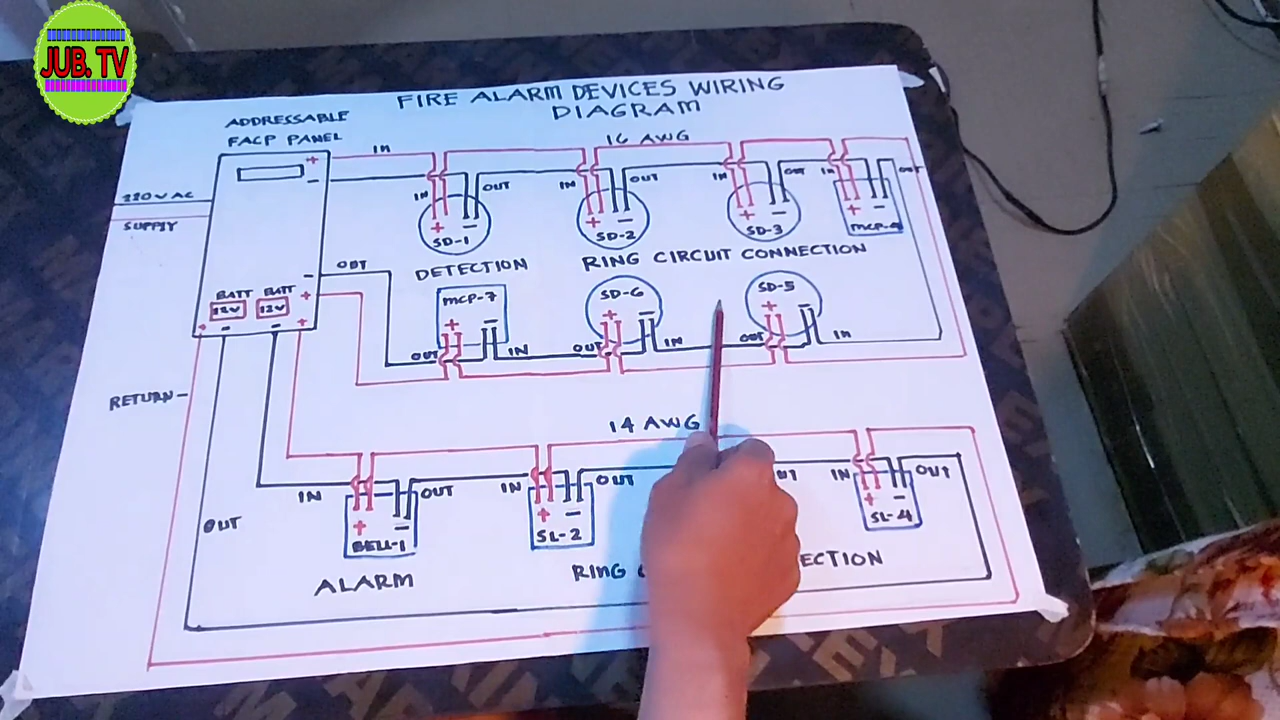 JUB. TV
FIRE ALARM DEVICES WIRING
DIAGRAM
ADDRESSABLE
FACP PANEL
IN
16 AWG
+
-
220V AC
SUPPLY
IN
OUT
IN
OUT
IN
OUT
IN
OUT
+ -
SD-1
+ -
SD-2
+ -
SD-3
+ -
MCP-4
DETECTION
RING CIRCUIT CONNECTION
OUT
-
+
BATT
BATT
12V
12V
+ - - +
MCP-7
+ -
SD-6
+ -
SD-5
+ -
OUT
IN
OUT
IN
OUT
IN
RETURN -
14 AWG
IN
OUT
IN
OUT
IN
OUT
OUT
+ -
BELL-1
+ -
SL-2
+ -
SL-4
ALARM
RING
ECTION